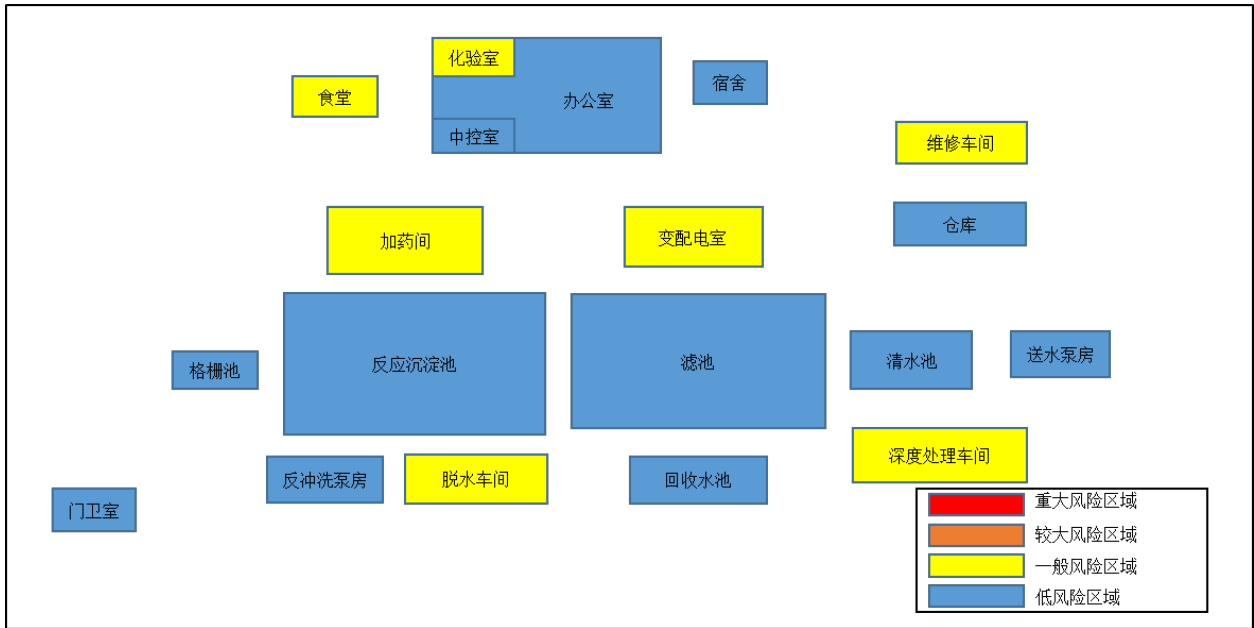 化验室
食堂
办公室
宿舍
中控室
维修车间
加药间
变配电室
仓库
格栅池
反应沉淀池
滤池
清水池
送水泵房
反冲洗泵房
脱水车间
回收水池
深度处理车间
门卫室
重大风险区域
较大风险区域
一般风险区域
低风险区域